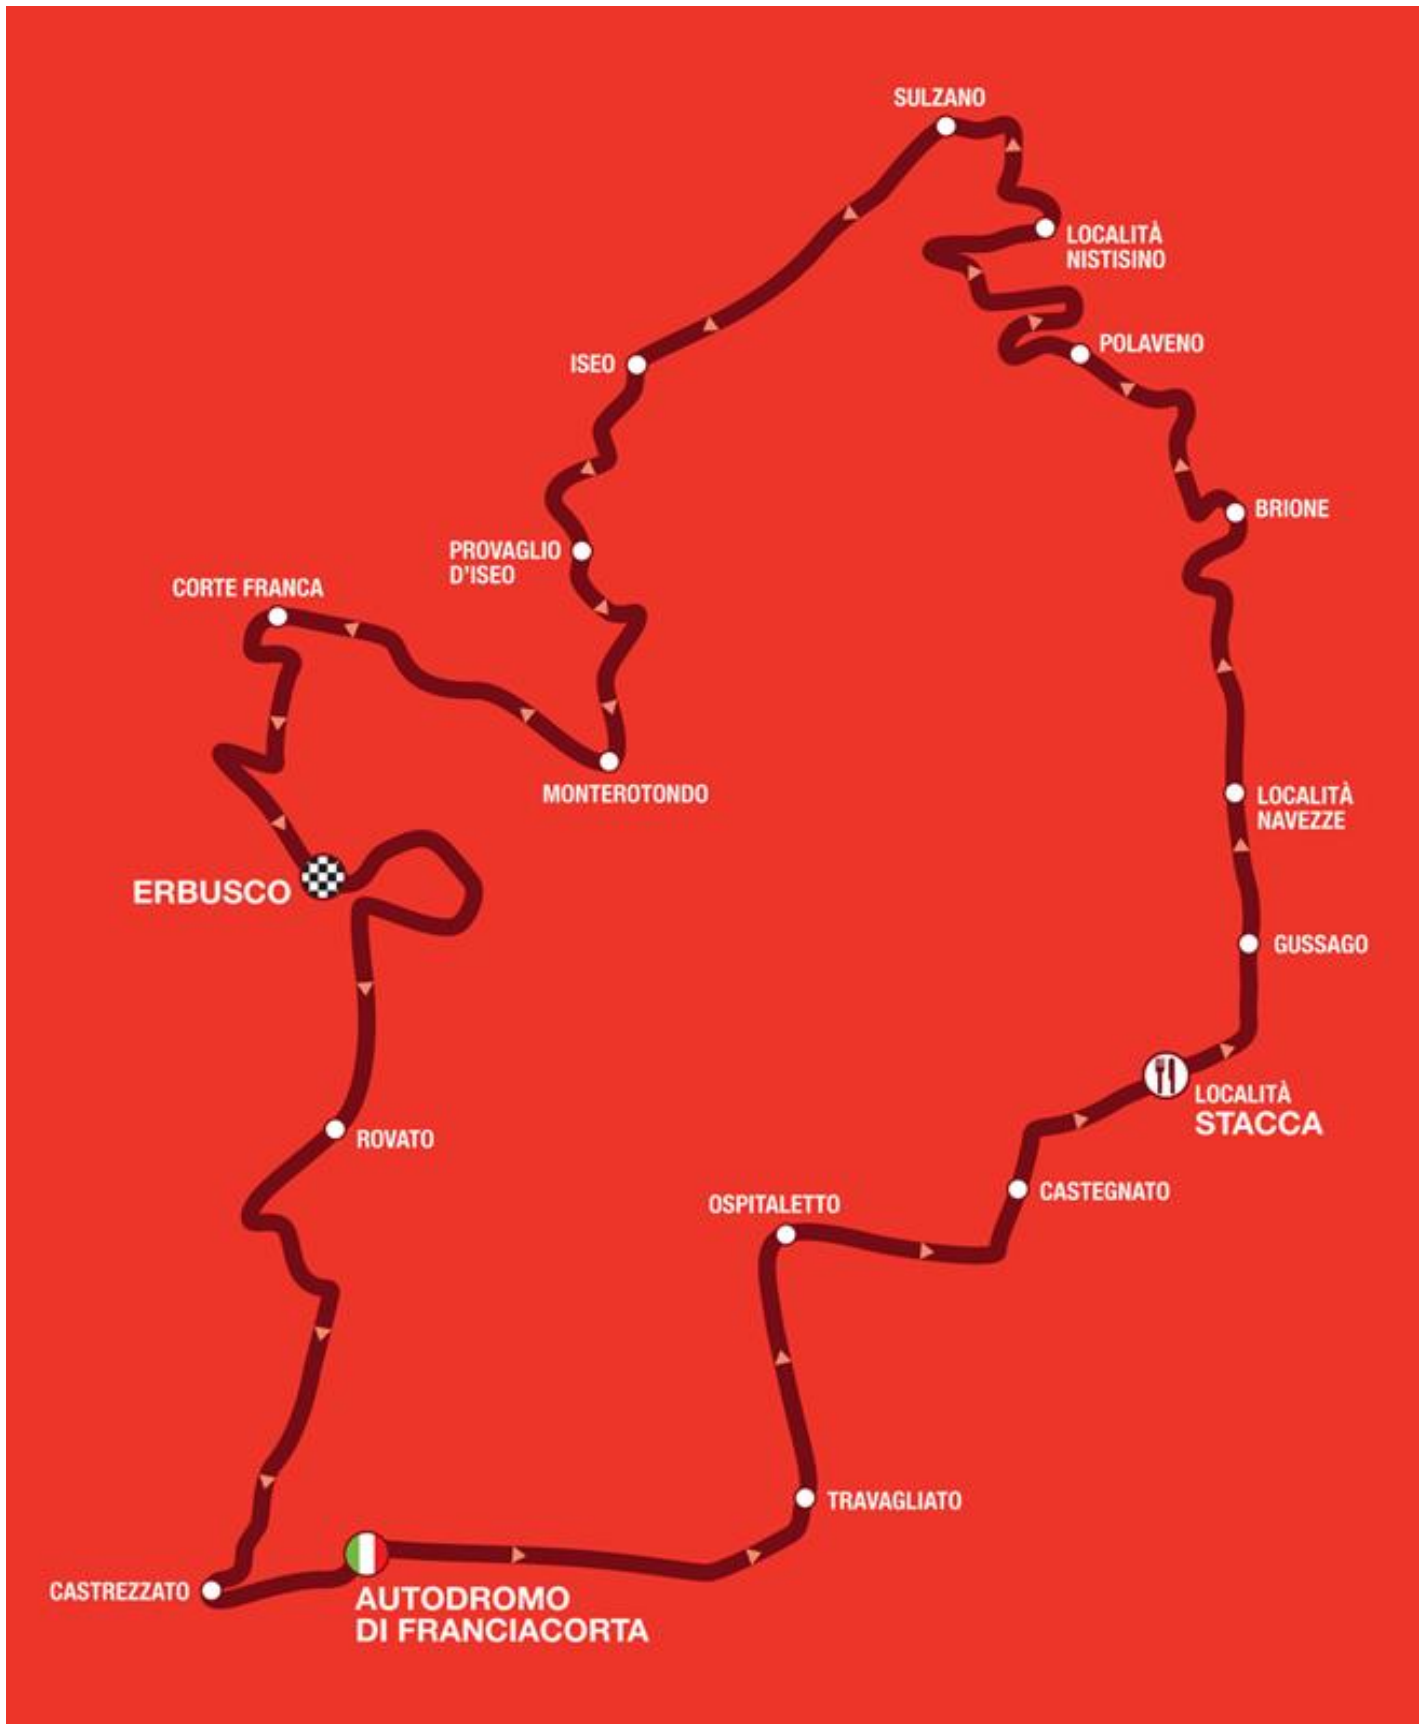 SULZANO
LOCALITÀ
NISTISINO
POLAVENO
ISEO
BRIONE
PROVAGLIO
D'ISEO
CORTE FRANCA
MONTEROTONDO
LOCALITÀ
NAVEZZE
ERBUSCO
GUSSAGO
LOCALITÀ
STACCA
ROVATO
CASTEGNATO
OSPITALETTO
TRAVAGLIATO
CASTREZZATO
AUTODROMO
DI FRANCIACORTA